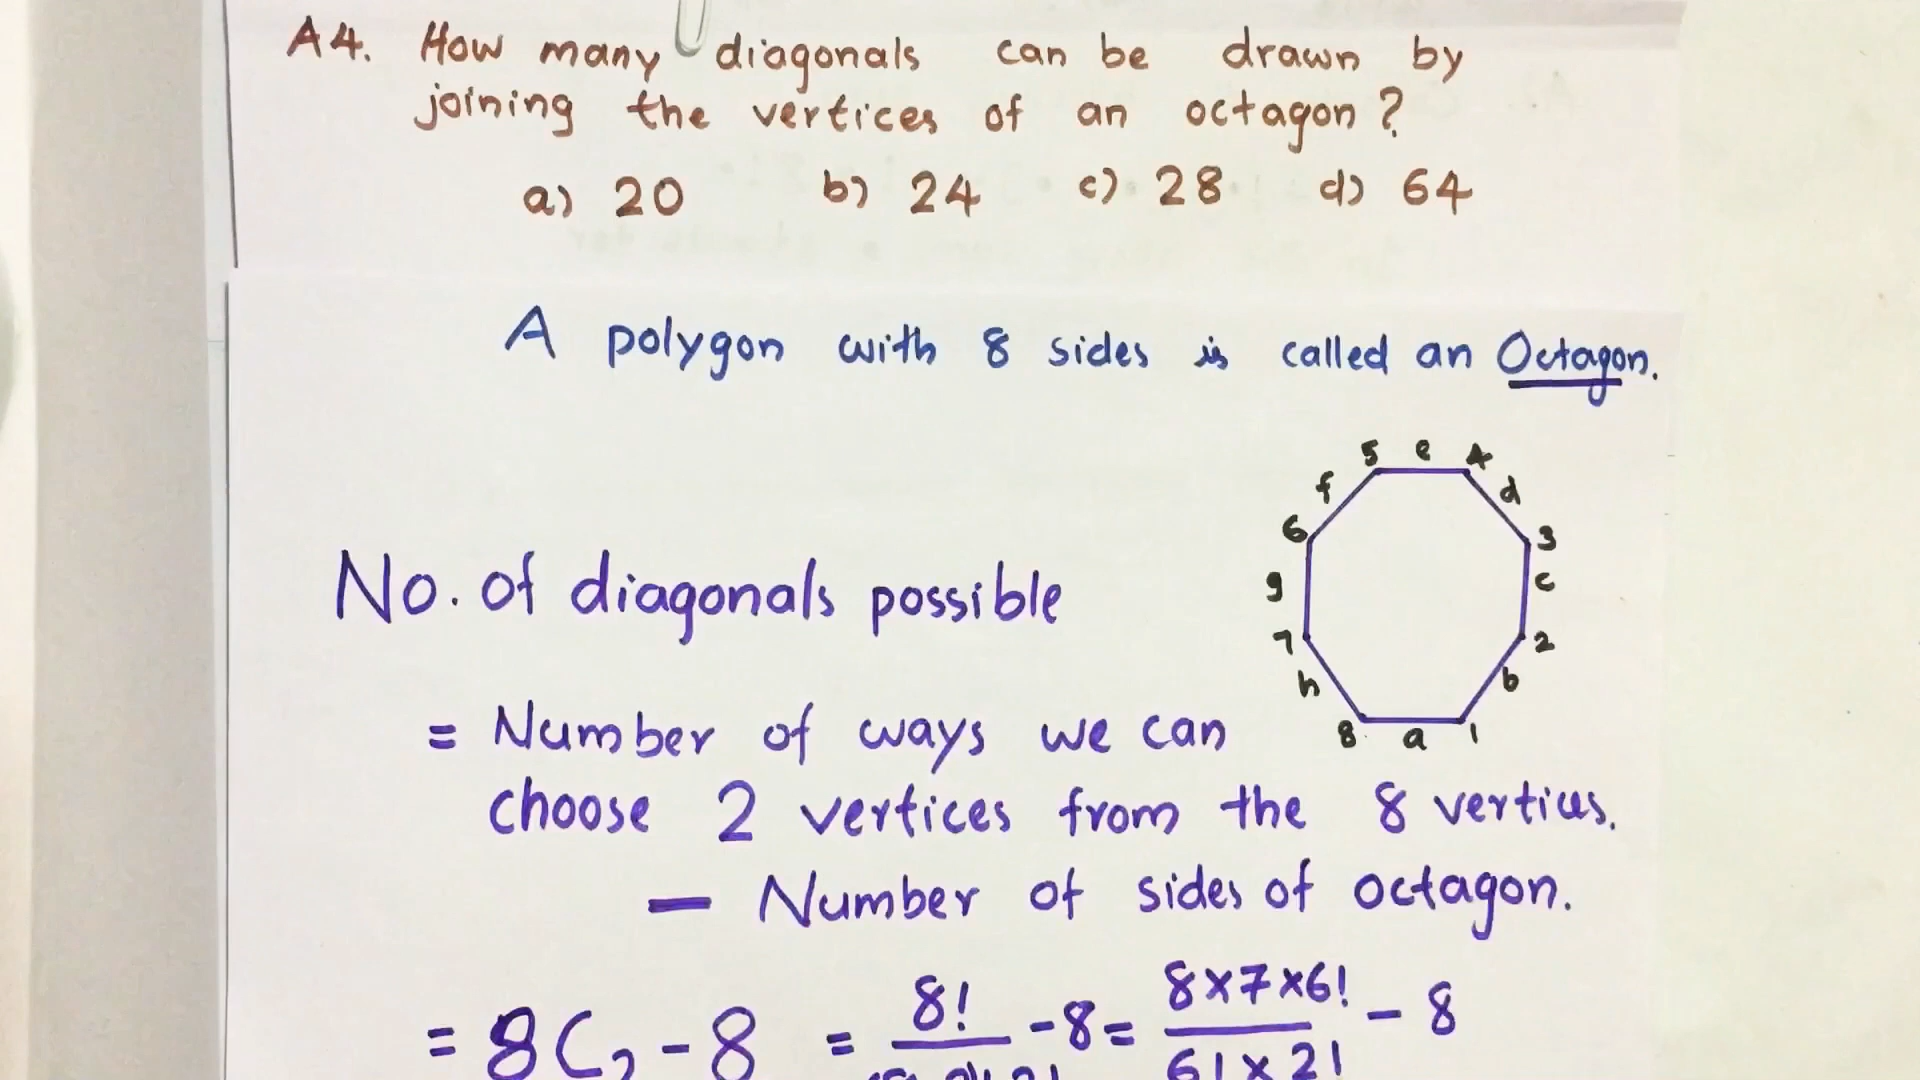 A4. How many diagonals can be drawn by
joining the vertices of an octagon?
a) 20 b) 24 c) 28 d) 64
A polygon with 8 sides is called an Octagon.
5 e 4
f d
6 3
g c
7 2
h b
8 a 1
No. of diagonals possible
= Number of ways we can
choose 2 vertices from the 8 vertices.
— Number of sides of octagon.
= 8C2 - 8 = 8! -8 = 8x7x6! - 8
6! x 2!